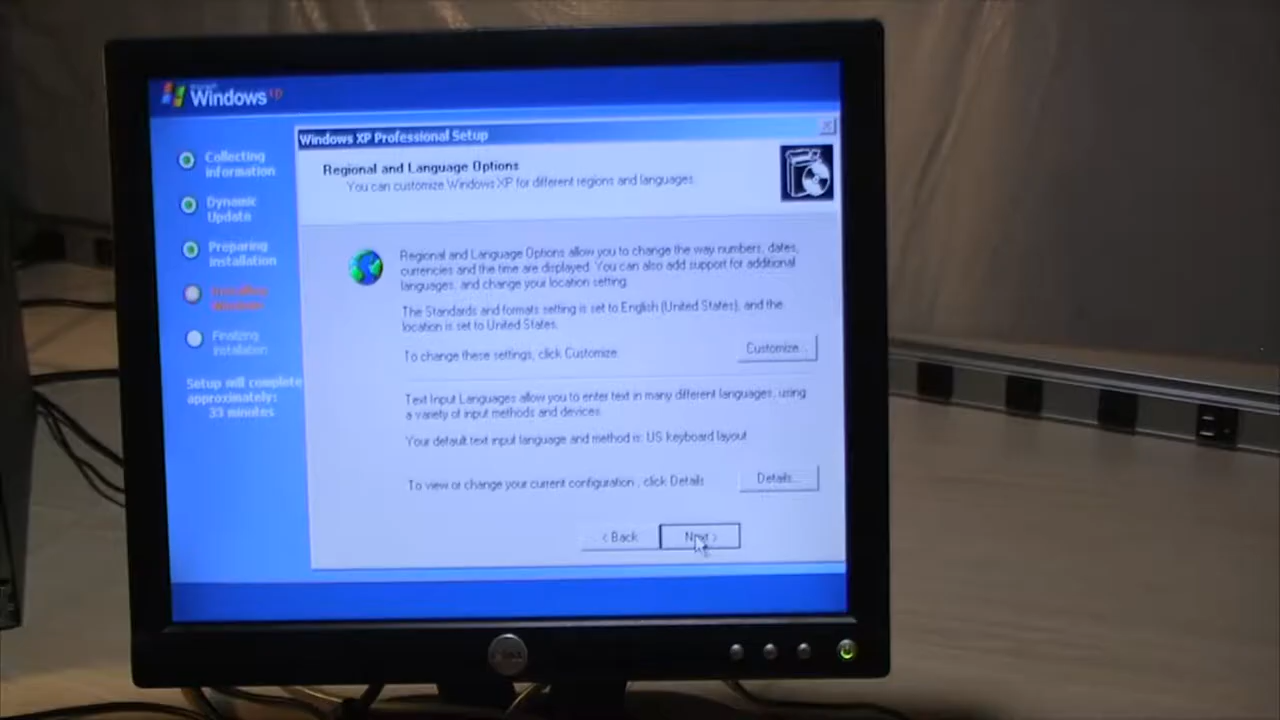 Microsoft
Windows xp
Collecting
information
Dynamic
Update
Preparing
installation
Installing
Windows
Finalizing
installation
Setup will complete
approximately:
33 minutes
Windows XP Professional Setup
Regional and Language Options
You can customize Windows XP for different regions and languages.
Regional and Language Options allow you to change the way numbers, dates,
currencies and the time are displayed. You can also add support for additional
languages, and change your location setting.
The Standards and formats setting is set to English (United States), and the
location is set to United States.
To change these settings, click Customize.
Customize...
Text Input Languages allow you to enter text in many different languages, using
a variety of input methods and devices.
Your default text input language and method is: US keyboard layout
To view or change your current configuration , click Details
Details...
< Back
Next >
DELL